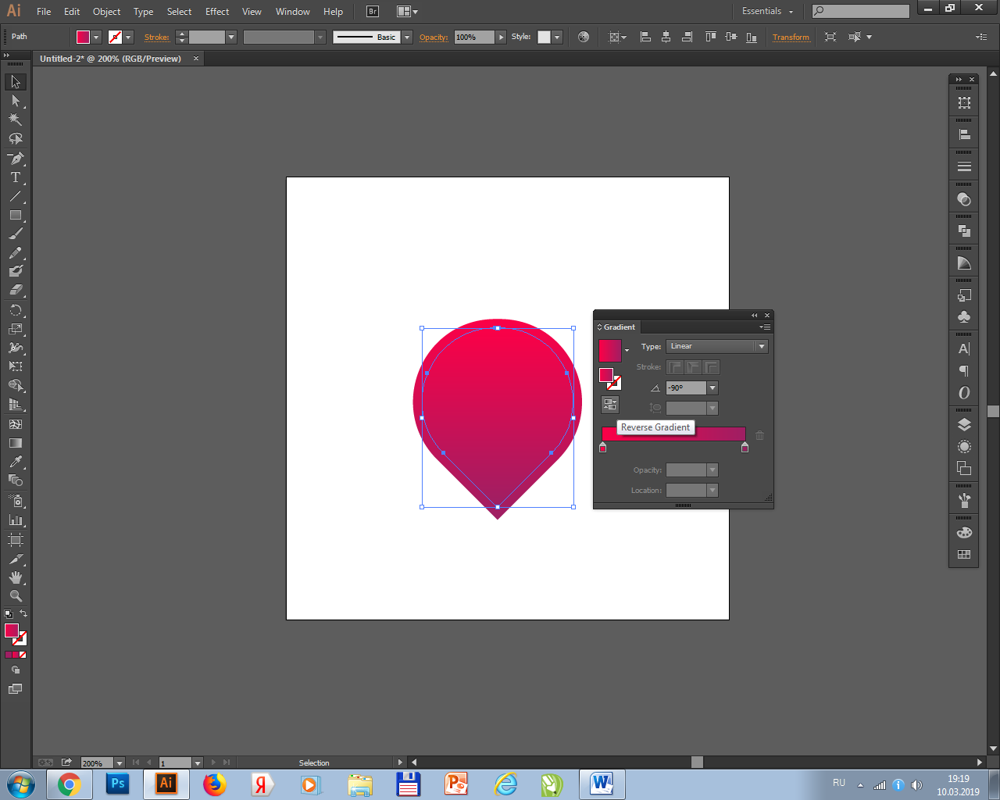 Ai File Edit Object Type Select Effect View Window Help Br Essentials
Path Stroke: Basic Opacity: 100% Style: Transform
Untitled-2* @ 200% (RGB/Preview)
Gradient
Type: Linear
Stroke:
-90°
Reverse Gradient
Opacity:
Location:
200% 1 Selection
Ps Ai Я W RU 19:19
10.03.2019